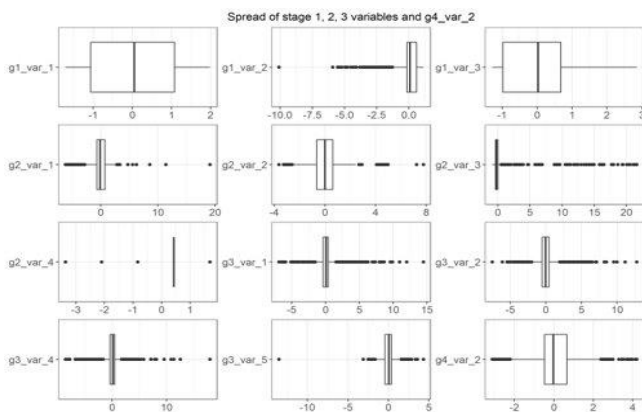 Spread of stage 1, 2, 3 variables and g4_var_2
g1_var_1
-1 0 1 2
g1_var_2
-10.0 -7.5 -5.0 -2.5 0.0
g1_var_3
-1 0 1 2 3
g2_var_1
0 10 20
g2_var_2
-4 0 4 8
g2_var_3
0 5 10 15 20
g2_var_4
-3 -2 -1 0 1
g3_var_1
-5 0 5 10 15
g3_var_2
-5 0 5 10
g3_var_4
0 10
g3_var_5
-10 -5 0 5
g4_var_2
-2 0 2 4